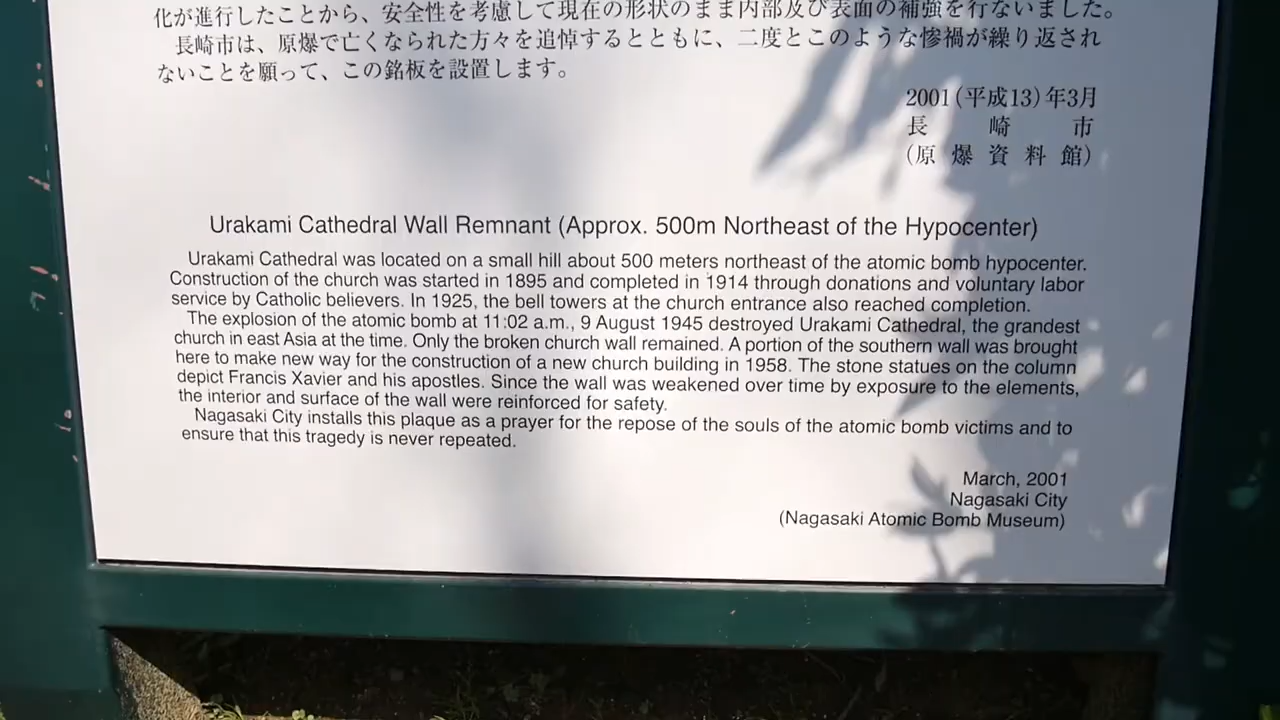 化が進行したことから、安全性を考慮して現在の形状のまま内部及び表面の補強を行ないました。
長崎市は、原爆で亡くなられた方々を追悼するとともに、二度とこのような惨禍が繰り返され
ないことを願って、この銘板を設置します。
2001(平成13)年3月
長崎市
(原爆資料館)
Urakami Cathedral Wall Remnant (Approx. 500m Northeast of the Hypocenter)
Urakami Cathedral was located on a small hill about 500 meters northeast of the atomic bomb hypocenter.
Construction of the church was started in 1895 and completed in 1914 through donations and voluntary labor
service by Catholic believers. In 1925, the bell towers at the church entrance also reached completion.
The explosion of the atomic bomb at 11:02 a.m., 9 August 1945 destroyed Urakami Cathedral, the grandest
church in east Asia at the time. Only the broken church wall remained. A portion of the southern wall was brought
here to make new way for the construction of a new church building in 1958. The stone statues on the column
depict Francis Xavier and his apostles. Since the wall was weakened over time by exposure to the elements,
the interior and surface of the wall were reinforced for safety.
Nagasaki City installs this plaque as a prayer for the repose of the souls of the atomic bomb victims and to
ensure that this tragedy is never repeated.
March, 2001
Nagasaki City
(Nagasaki Atomic Bomb Museum)